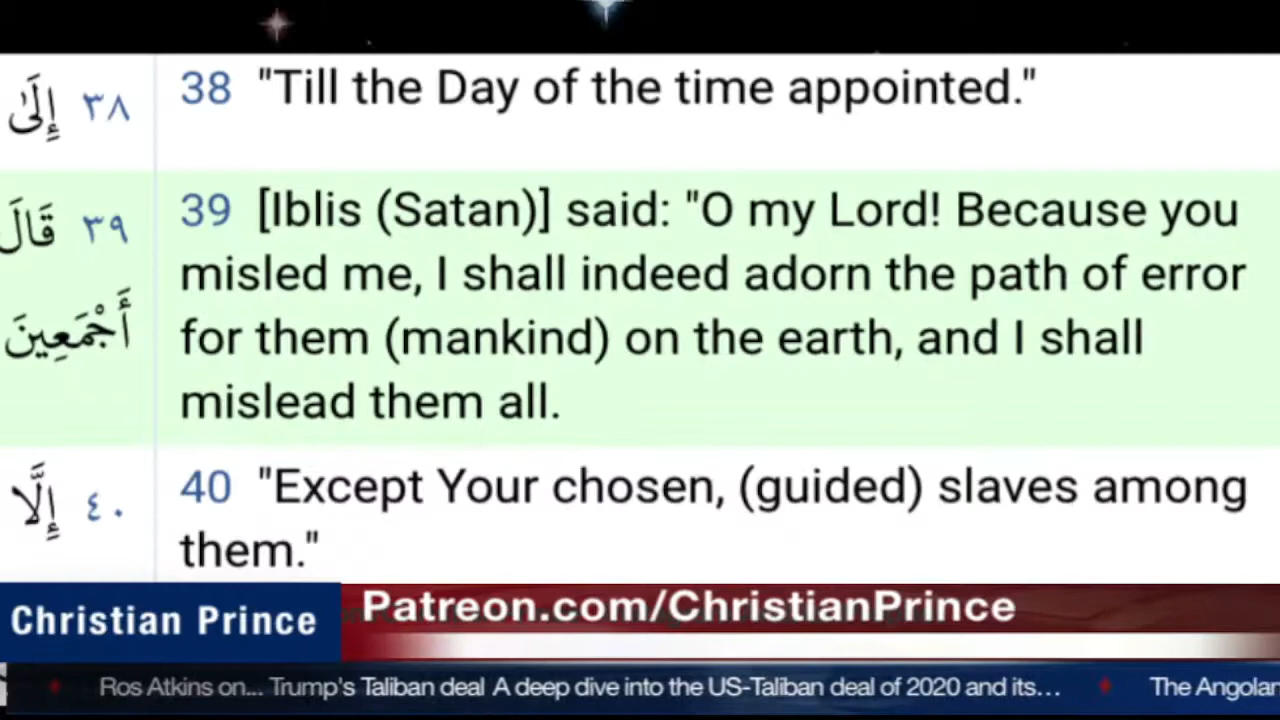 إِلَىٰ ٣٨ 38 "Till the Day of the time appointed."
قَالَ ٣٩ 39 [Iblis (Satan)] said: "O my Lord! Because you
misled me, I shall indeed adorn the path of error
أَجْمَعِينَ for them (mankind) on the earth, and I shall
mislead them all.
إِلَّا ٤٠ 40 "Except Your chosen, (guided) slaves among
them."
Christian Prince Patreon.com/ChristianPrince
Ros Atkins on... Trump's Taliban deal A deep dive into the US-Taliban deal of 2020 and its... The Angolan